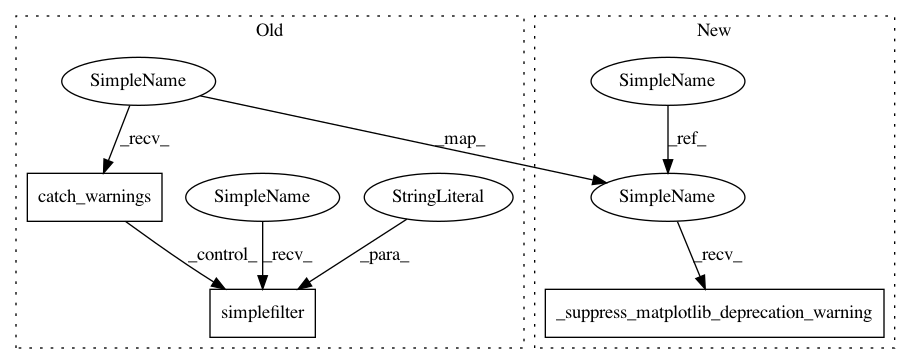 Old
New
SimpleName
SimpleName
_recv_
_map_
_ref_
catch_warnings
SimpleName
StringLiteral
SimpleName
_control_
_recv_
_para_
_recv_
simplefilter
_suppress_matplotlib_deprecation_warning